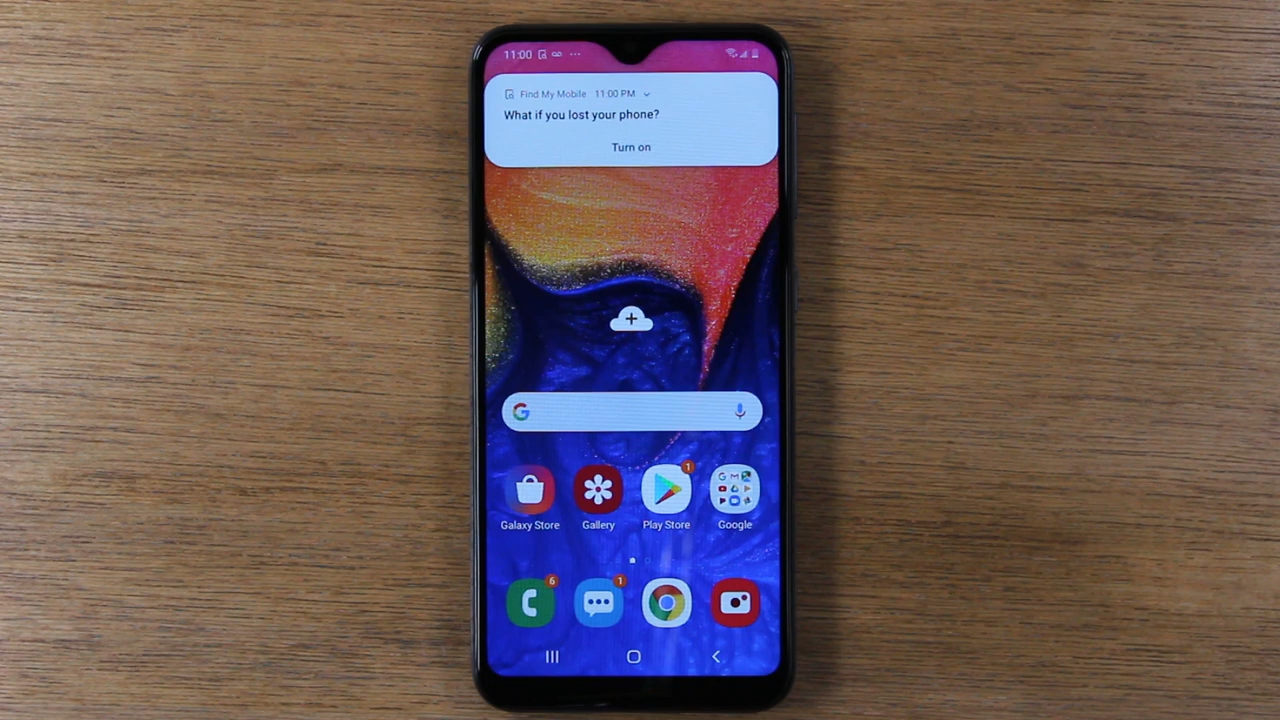 11:00
Find My Mobile 11:00 PM
What if you lost your phone?
Turn on
G
1
G
Galaxy Store Gallery Play Store Google
6 1